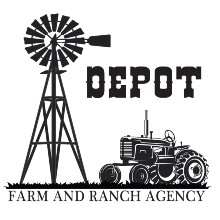 DEPOT
FARM AND RANCH AGENCY